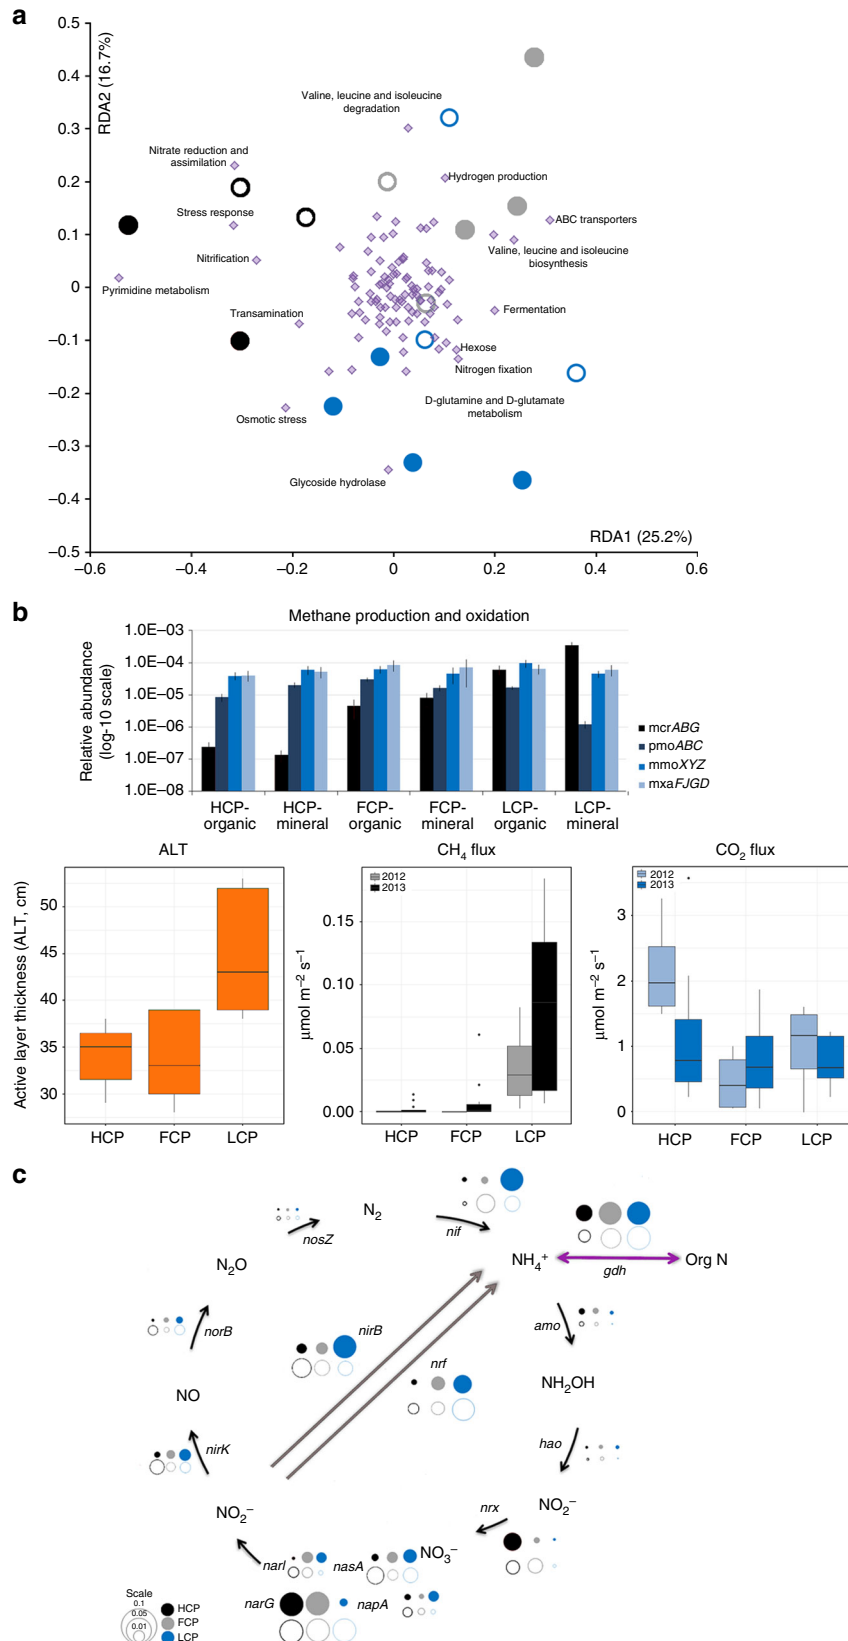 a
0.5
0.4
0.3
0.2
0.1
0
−0.1
−0.2
−0.3
−0.4
−0.5
RDA2 (16.7%)
Valine, leucine and isoleucine
degradation
Nitrate reduction and
assimilation
Hydrogen production
Stress response
ABC transporters
Valine, leucine and isoleucine
biosynthesis
Nitrification
Pyrimidine metabolism
Transamination
Fermentation
Hexose
Nitrogen fixation
D-glutamine and D-glutamate
metabolism
Osmotic stress
Glycoside hydrolase
RDA1 (25.2%)
−0.6
−0.4
−0.2
0
0.2
0.4
0.6
b
Methane production and oxidation
Relative abundance
(log-10 scale)
1.0E−03
1.0E−04
1.0E−05
1.0E−06
1.0E−07
1.0E−08
mcrABG
pmoABC
mmoXYZ
mxaFJGD
HCP-
organic
HCP-
mineral
FCP-
organic
FCP-
mineral
LCP-
organic
LCP-
mineral
ALT
Active layer thickness (ALT, cm)
50
45
40
35
30
HCP
FCP
LCP
CH4 flux
2012
2013
µmol m−2 s−1
0.15
0.10
0.05
0.00
HCP
FCP
LCP
CO2 flux
2012
2013
µmol m−2 s−1
3
2
1
0
HCP
FCP
LCP
c
N2
nosZ
nif
N2O
NH4+
gdh
Org N
norB
nirB
amo
nrf
NO
NH2OH
nirK
hao
NO2−
NO2−
nrx
narI
nasA
NO3−
narG
napA
Scale
0.1
0.05
0.01
HCP
FCP
LCP